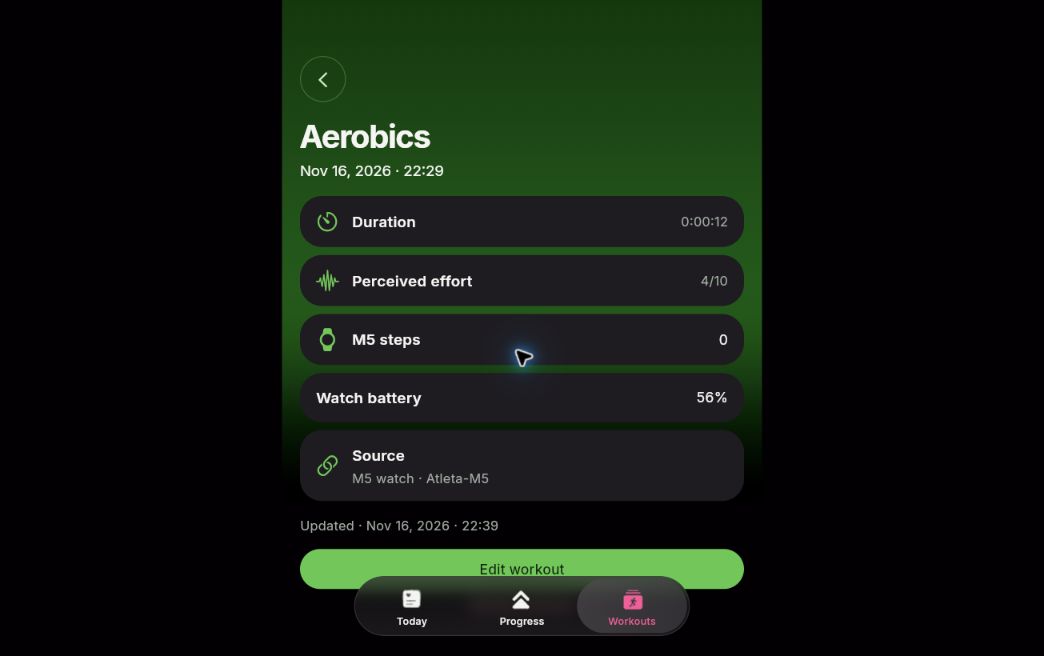 Aerobics
Nov 16, 2026 · 22:29
Duration 0:00:12
Perceived effort 4/10
M5 steps 0
Watch battery 56%
Source
M5 watch · Atleta-M5
Updated · Nov 16, 2026 · 22:39
Edit workout
Today Progress Workouts